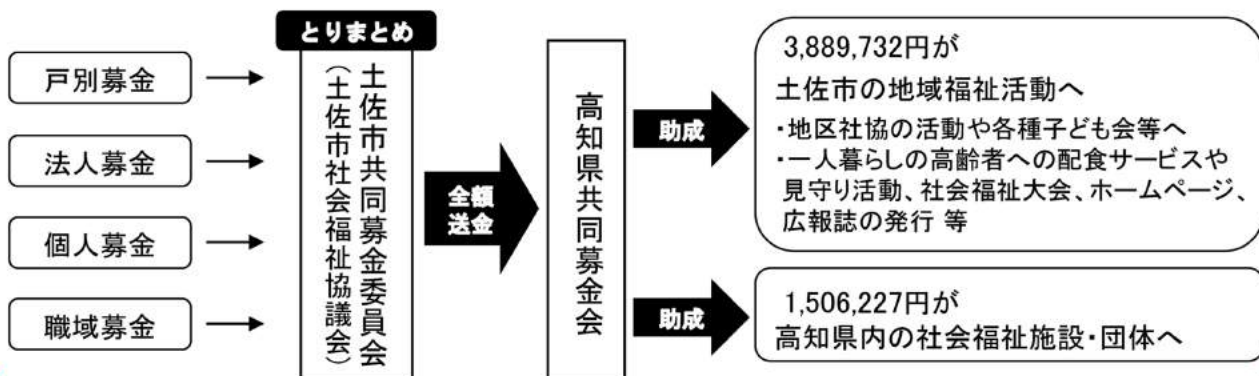 戸別募金
法人募金
個人募金
職域募金
とりまとめ
土佐市共同募金委員会
（土佐市社会福祉協議会）
全額
送金
高知県共同募金会
助成
3,889,732円が
土佐市の地域福祉活動へ
・地区社協の活動や各種子ども会等へ
・一人暮らしの高齢者への配食サービスや
見守り活動、社会福祉大会、ホームページ、
広報誌の発行 等
助成
1,506,227円が
高知県内の社会福祉施設・団体へ